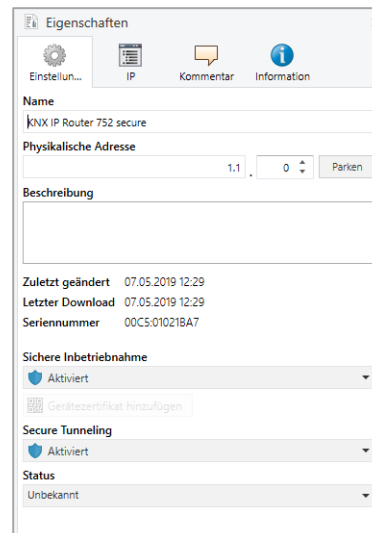 Eigenschaften
Einstellun... IP Kommentar Information
Name
KNX IP Router 752 secure
Physikalische Adresse
1.1 . 0 Parken
Beschreibung
Zuletzt geändert 07.05.2019 12:29
Letzter Download 07.05.2019 12:29
Seriennummer 00C5:01021BA7
Sichere Inbetriebnahme
Aktiviert
Gerätezertifikat hinzufügen
Secure Tunneling
Aktiviert
Status
Unbekannt